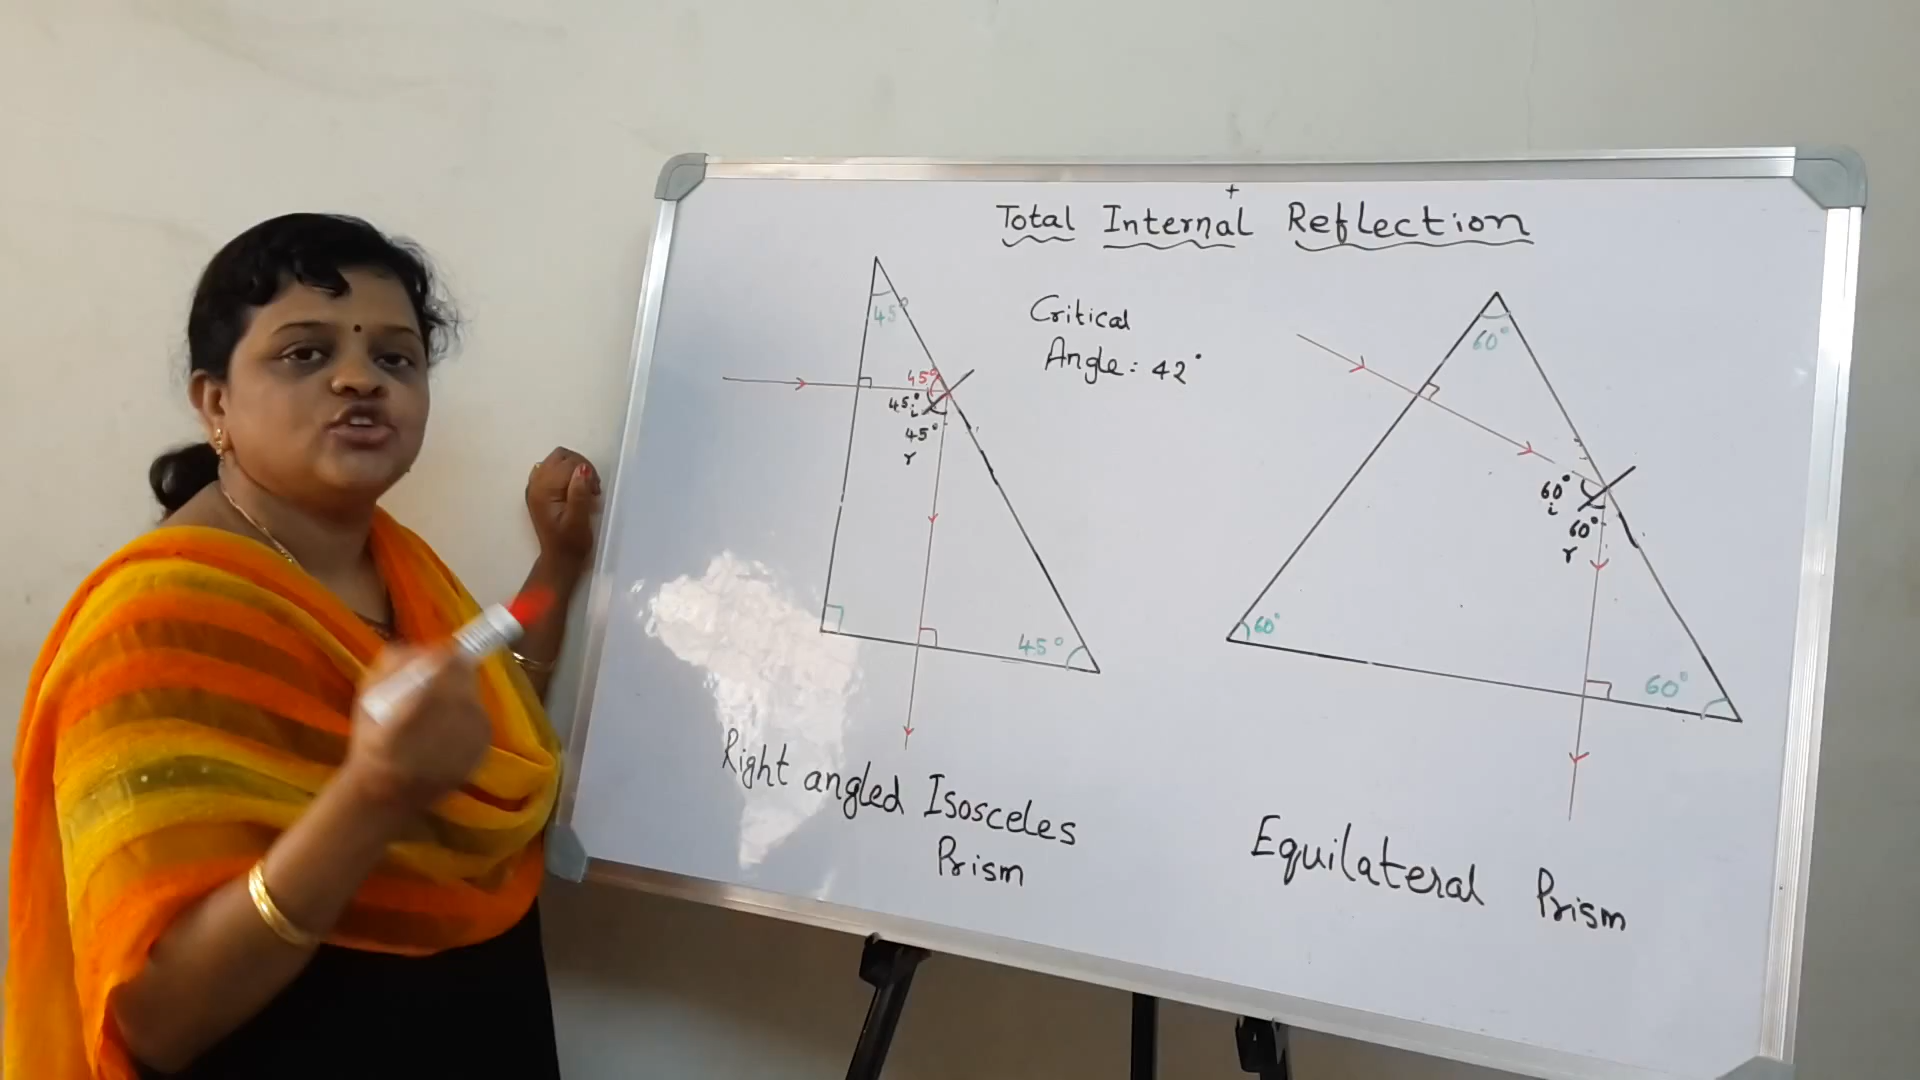 Total Internal Reflection
Critical
Angle: 42°
45°
45°
45°
i
45°
r
45°
Right angled Isosceles
Prism
60°
60°
i
60°
r
60°
60°
Equilateral Prism